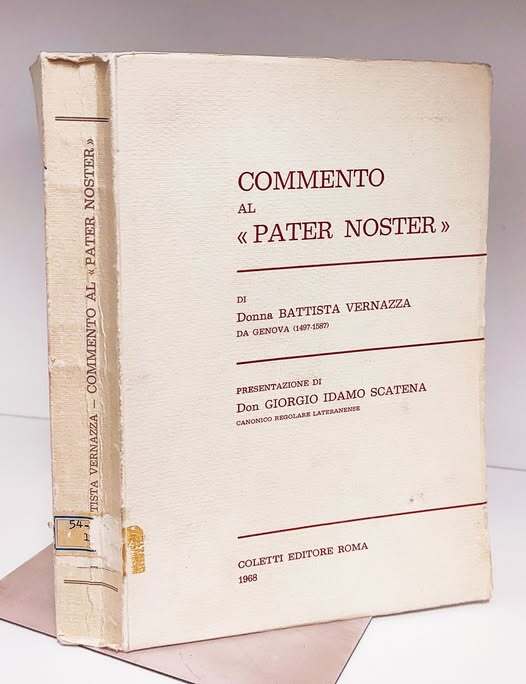 COMMENTO
AL
« PATER NOSTER »
DI
Donna BATTISTA VERNAZZA
DA GENOVA (1497-1587)
PRESENTAZIONE DI
Don GIORGIO IDAMO SCATENA
CANONICO REGOLARE LATERANENSE
COLETTI EDITORE ROMA
1968
TISTA VERNAZZA — COMMENTO AL « PATER NOSTER »
54-
1